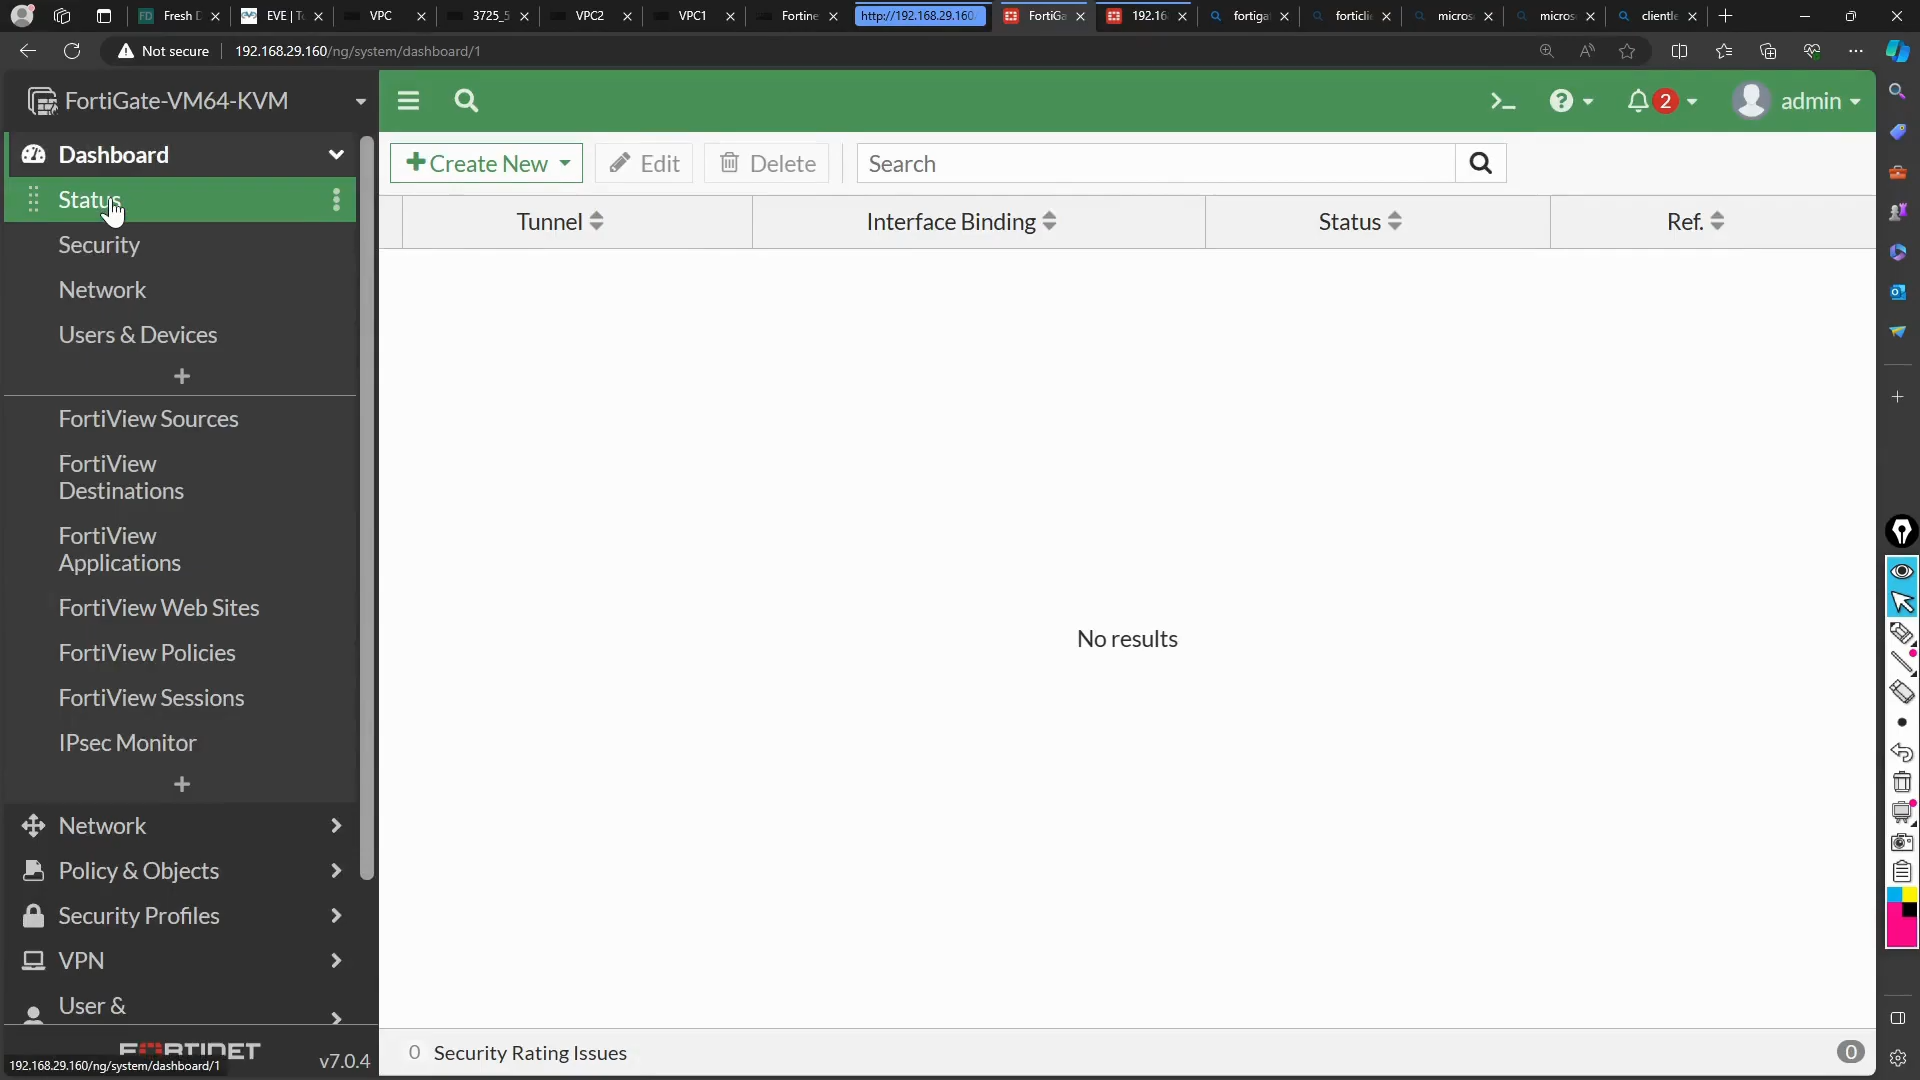 Fresh D
EVE | To
VPC
3725_5
VPC2
VPC1
Fortine
http://192.168.29.160
FortiGa
192.16
fortiga
forticli
micros
micros
clientle
Not secure
192.168.29.160/ng/system/dashboard/1
FortiGate-VM64-KVM
2
admin
Dashboard
Status
Security
Network
Users & Devices
+
FortiView Sources
FortiView
Destinations
FortiView
Applications
FortiView Web Sites
FortiView Policies
FortiView Sessions
IPsec Monitor
+
Network
Policy & Objects
Security Profiles
VPN
User &
FORTINET
v7.0.4
192.168.29.160/ng/system/dashboard/1
+Create New
Edit
Delete
Search
Tunnel
Interface Binding
Status
Ref.
No results
0 Security Rating Issues
0